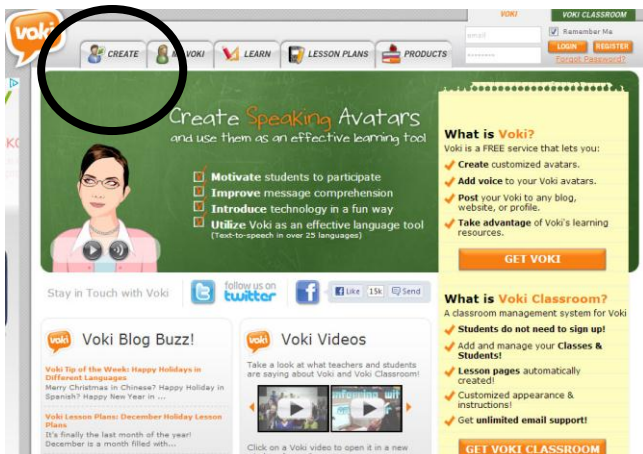 VOKI
VOKI CLASSROOM
voki
CREATE
LEARN
LESSON PLANS
PRODUCTS
email
Remember Me
LOGIN
REGISTER
Forgot Password?
Create Speaking Avatars
and use them as an effective learning tool
Motivate students to participate
Improve message comprehension
Introduce technology in a fun way
Utilize Voki as an effective language tool
(Text-to-speech in over 25 languages)
What is Voki?
Voki is a FREE service that lets you:
Create customized avatars.
Add voice to your Voki avatars.
Post your Voki to any blog,
website, or profile.
Take advantage of Voki's learning
resources.
GET VOKI
Stay in Touch with Voki
follow us on
twitter
Like
15k
Send
What is Voki Classroom?
A classroom management system for Voki
Students do not need to sign up!
Add and manage your Classes &
Students!
Lesson pages automatically
created!
Customized appearance &
instructions!
Get unlimited email support!
GET VOKI CLASSROOM
voki
Voki Blog Buzz!
Voki Tip of the Week: Happy Holidays in
Different Languages
Merry Christmas in Chinese? Happy Holiday in
Spanish? Happy New Year in ...
Voki Lesson Plans: December Holiday Lesson
Plans
It's finally the last month of the year!
December is a month filled with...
voki
Voki Videos
Take a look at what teachers and students
are saying about Voki and Voki Classroom!
Click on a Voki video to open it in a new